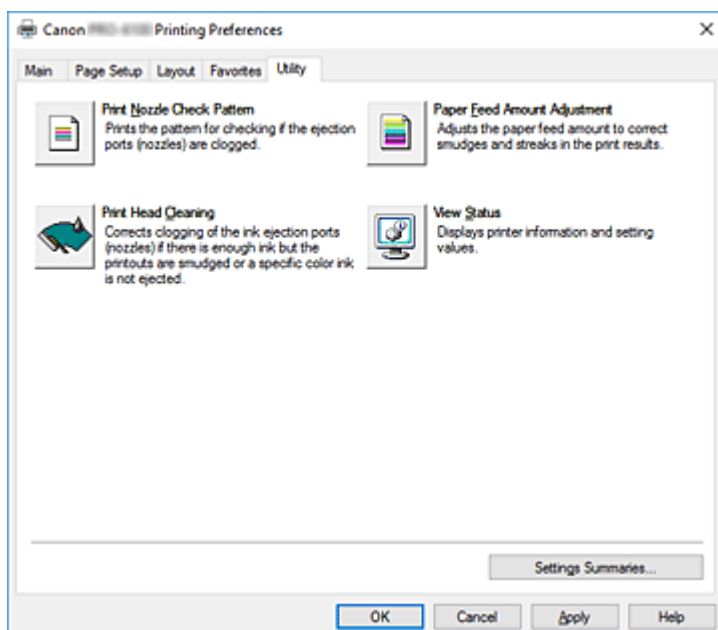 Canon Printing Preferences
Main Page Setup Layout Favorites Utility
Print Nozzle Check Pattern
Prints the pattern for checking if the ejection
ports (nozzles) are clogged.
Paper Feed Amount Adjustment
Adjusts the paper feed amount to correct
smudges and streaks in the print results.
Print Head Cleaning
Corrects clogging of the ink ejection ports
(nozzles) if there is enough ink but the
printouts are smudged or a specific color ink
is not ejected.
View Status
Displays printer information and setting
values.
Settings Summaries...
OK Cancel Apply Help